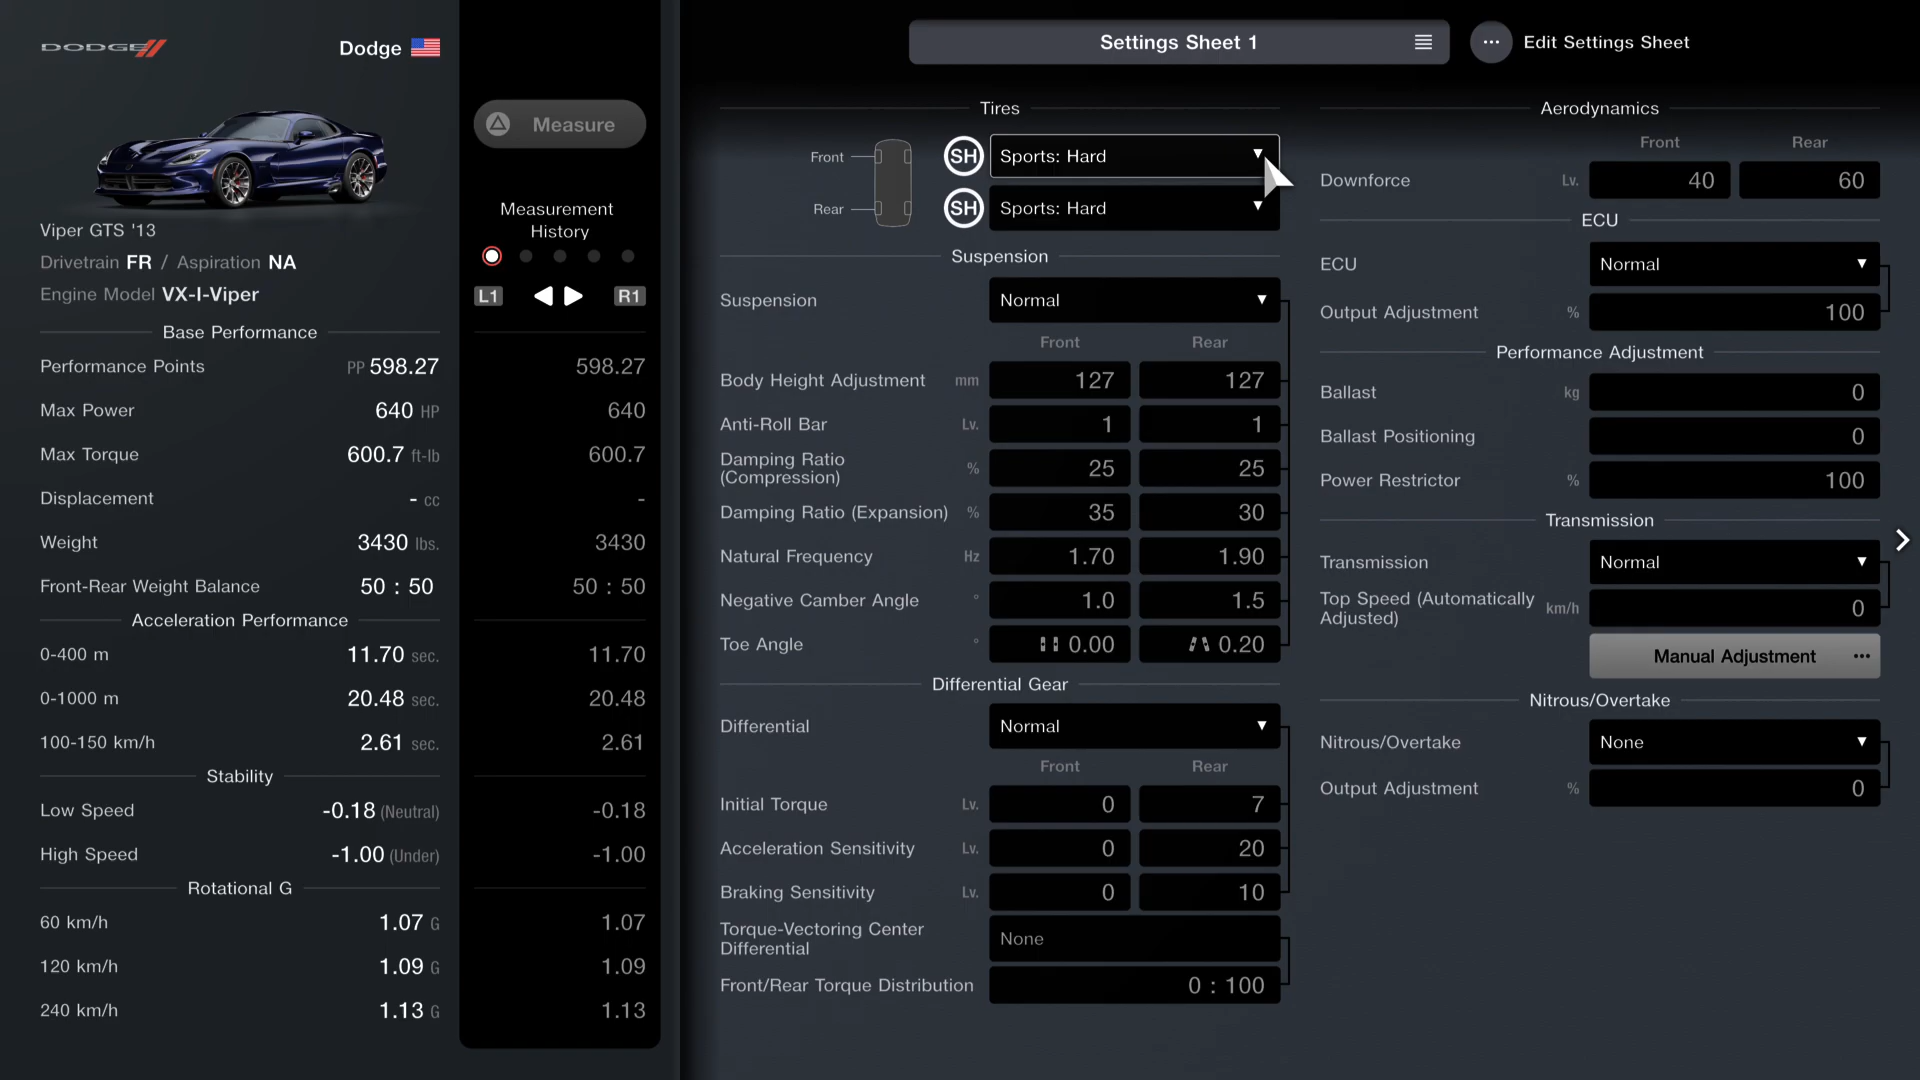 DODGE
Dodge
Viper GTS '13
Drivetrain FR / Aspiration NA
Engine Model VX-I-Viper
Base Performance
Performance Points PP 598.27
Max Power 640 HP
Max Torque 600.7 ft-lb
Displacement - cc
Weight 3430 lbs.
Front-Rear Weight Balance 50 : 50
Acceleration Performance
0-400 m 11.70 sec.
0-1000 m 20.48 sec.
100-150 km/h 2.61 sec.
Stability
Low Speed -0.18 (Neutral)
High Speed -1.00 (Under)
Rotational G
60 km/h 1.07 G
120 km/h 1.09 G
240 km/h 1.13 G
Measure
Measurement
History
L1 R1
598.27
640
600.7
-
3430
50 : 50
11.70
20.48
2.61
-0.18
-1.00
1.07
1.09
1.13
Settings Sheet 1
Edit Settings Sheet
Tires
Front SH Sports: Hard
Rear SH Sports: Hard
Suspension
Suspension Normal
Front Rear
Body Height Adjustment mm 127 127
Anti-Roll Bar Lv. 1 1
Damping Ratio
(Compression) % 25 25
Damping Ratio (Expansion) % 35 30
Natural Frequency Hz 1.70 1.90
Negative Camber Angle ° 1.0 1.5
Toe Angle ° 0.00 0.20
Differential Gear
Differential Normal
Front Rear
Initial Torque Lv. 0 7
Acceleration Sensitivity Lv. 0 20
Braking Sensitivity Lv. 0 10
Torque-Vectoring Center
Differential None
Front/Rear Torque Distribution 0 : 100
Aerodynamics
Front Rear
Downforce Lv. 40 60
ECU
ECU Normal
Output Adjustment % 100
Performance Adjustment
Ballast kg 0
Ballast Positioning 0
Power Restrictor % 100
Transmission
Transmission Normal
Top Speed (Automatically
Adjusted) km/h 0
Manual Adjustment
Nitrous/Overtake
Nitrous/Overtake None
Output Adjustment % 0